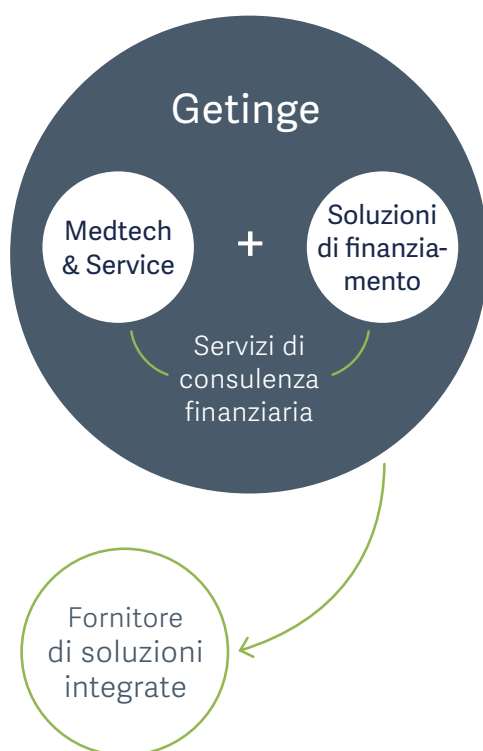 Getinge
Medtech
& Service
+
Soluzioni
di finanzia-
mento
Servizi di
consulenza
finanziaria
Fornitore
di soluzioni
integrate